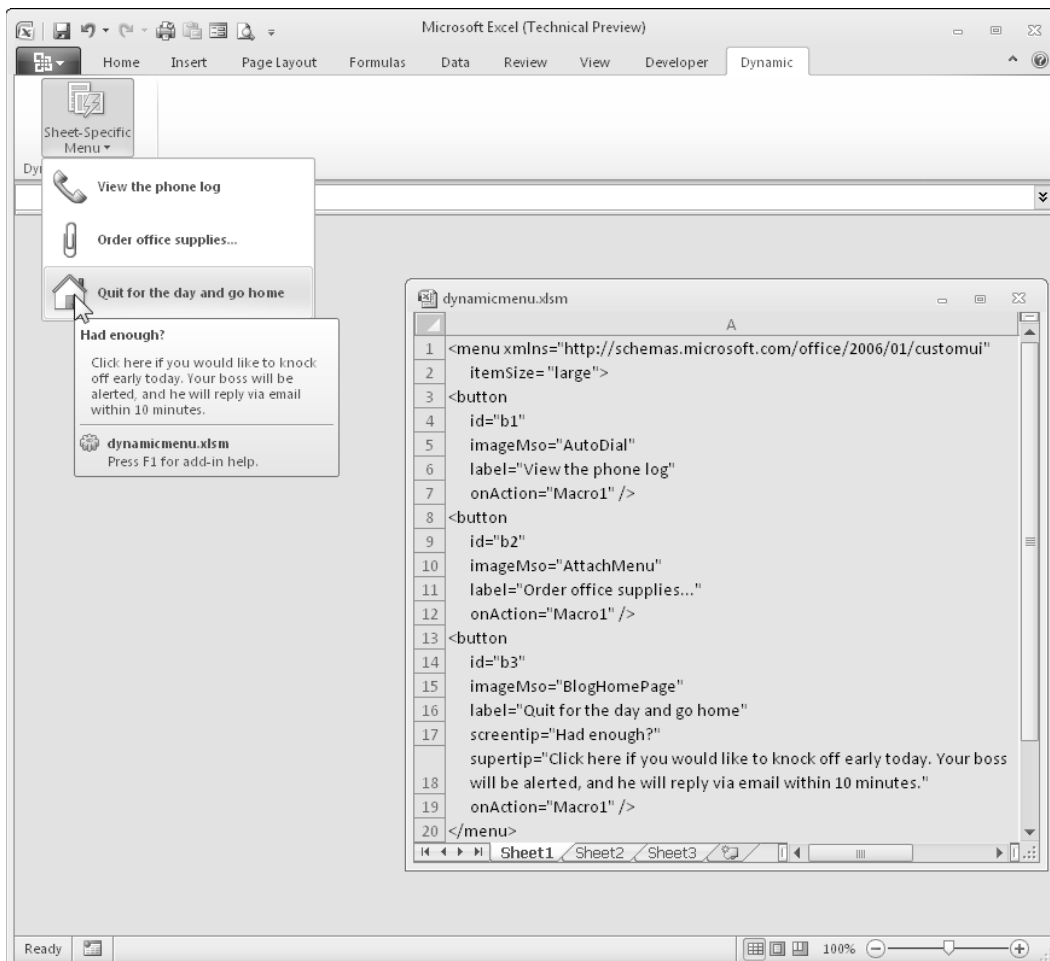 Microsoft Excel (Technical Preview)
Home Insert Page Layout Formulas Data Review View Developer Dynamic
Sheet-Specific
Menu
View the phone log
Order office supplies...
Quit for the day and go home
Had enough?
Click here if you would like to knock
off early today. Your boss will be
alerted, and he will reply via email
within 10 minutes.
dynamicmenu.xlsm
Press F1 for add-in help.
dynamicmenu.xlsm
A
1 <menu xmlns="http://schemas.microsoft.com/office/2006/01/customui"
2 itemSize= "large">
3 <button
4 id="b1"
5 imageMso="AutoDial"
6 label="View the phone log"
7 onAction="Macro1" />
8 <button
9 id="b2"
10 imageMso="AttachMenu"
11 label="Order office supplies..."
12 onAction="Macro1" />
13 <button
14 id="b3"
15 imageMso="BlogHomePage"
16 label="Quit for the day and go home"
17 screentip="Had enough?"
supertip="Click here if you would like to knock off early today. Your boss
18 will be alerted, and he will reply via email within 10 minutes."
19 onAction="Macro1" />
20 </menu>
Sheet1 Sheet2 Sheet3
Ready 100%